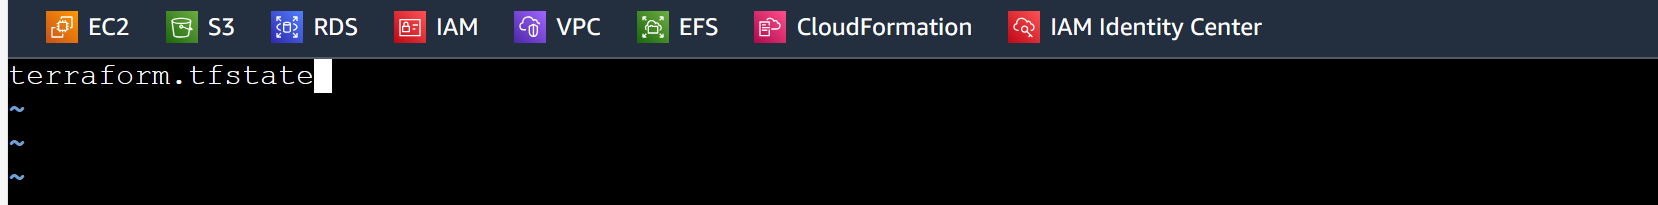 EC2 S3 RDS IAM VPC EFS CloudFormation IAM Identity Center
terraform.tfstate
~
~
~